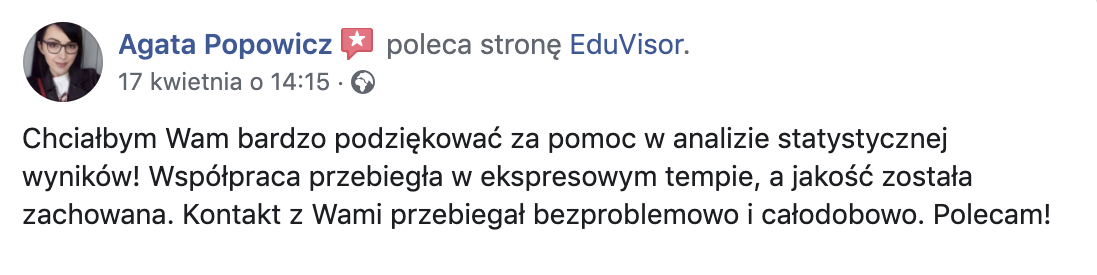 Agata Popowicz poleca stronę EduVisor.
17 kwietnia o 14:15 ·
Chciałbym Wam bardzo podziękować za pomoc w analizie statystycznej
wyników! Współpraca przebiegła w ekspresowym tempie, a jakość została
zachowana. Kontakt z Wami przebiegał bezproblemowo i całodobowo. Polecam!